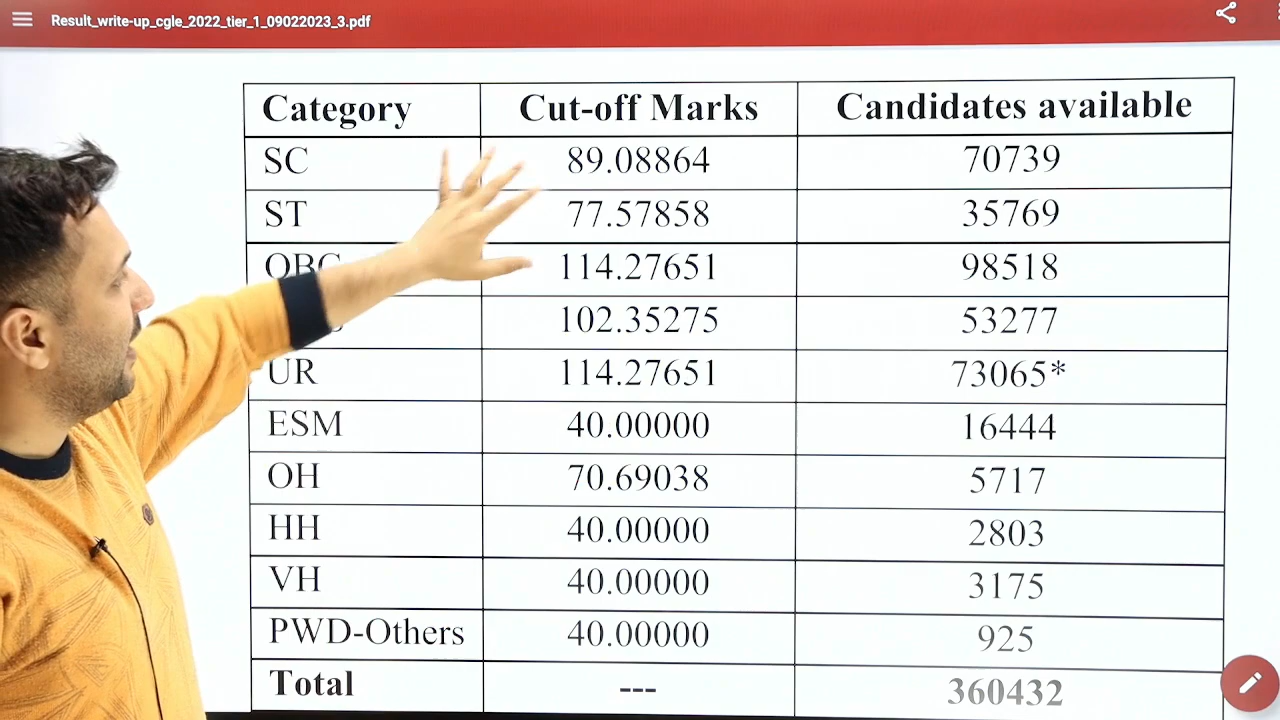 Result_write-up_cgle_2022_tier_1_09022023_3.pdf
Category Cut-off Marks Candidates available
SC 89.08864 70739
ST 77.57858 35769
OBC 114.27651 98518
102.35275 53277
UR 114.27651 73065*
ESM 40.00000 16444
OH 70.69038 5717
HH 40.00000 2803
VH 40.00000 3175
PWD-Others 40.00000 925
Total --- 360432